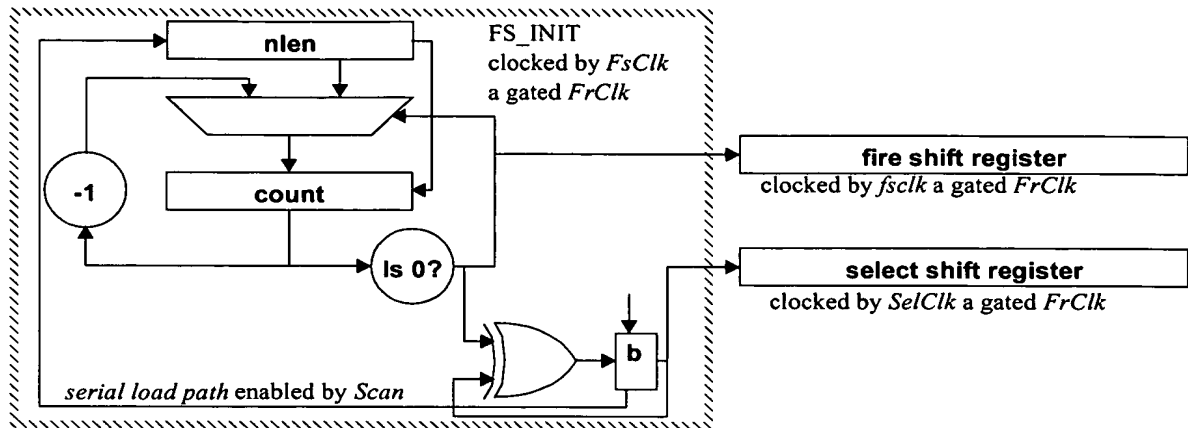 nlen
FS_INIT
clocked by FsClk
a gated FrClk
-1
count
Is 0?
fire shift register
clocked by fsclk a gated FrClk
select shift register
clocked by SelClk a gated FrClk
b
serial load path enabled by Scan